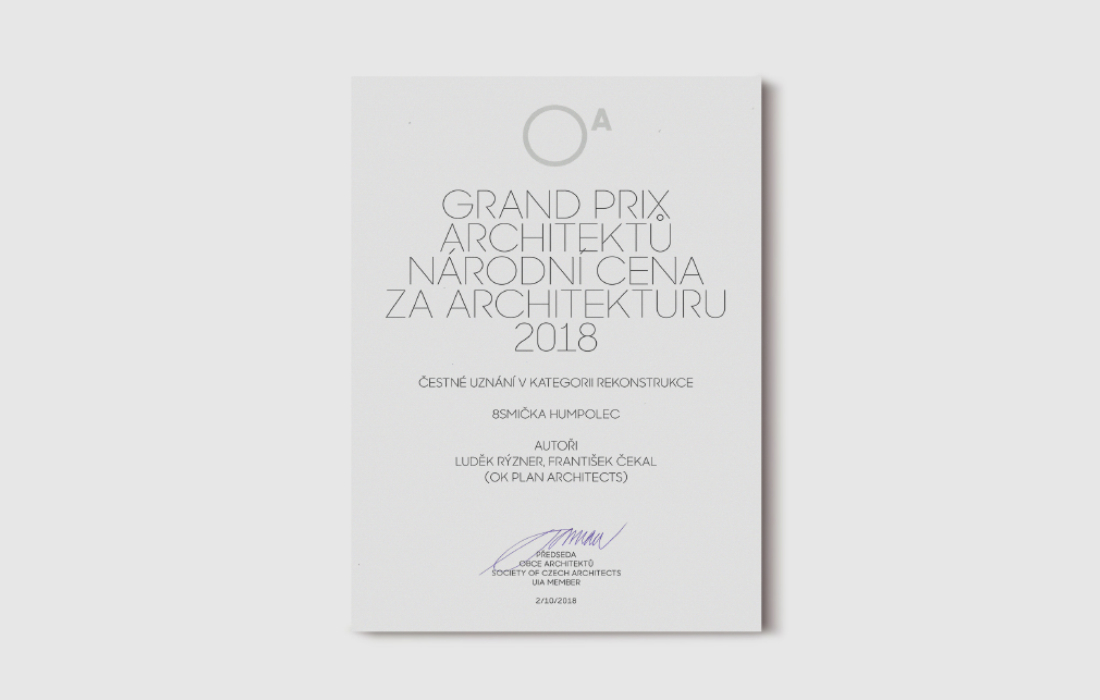 A
GRAND PRIX
ARCHITEKTŮ
NÁRODNÍ CENA
ZA ARCHITEKTURU
2018
ČESTNÉ UZNÁNÍ V KATEGORII REKONSTRUKCE
8SMIČKA HUMPOLEC
AUTOŘI
LUDĚK RÝZNER, FRANTIŠEK ČEKAL
(OK PLAN ARCHITECTS)
PŘEDSEDA
OBCE ARCHITEKTŮ
SOCIETY OF CZECH ARCHITECTS
UIA MEMBER
2/10/2018